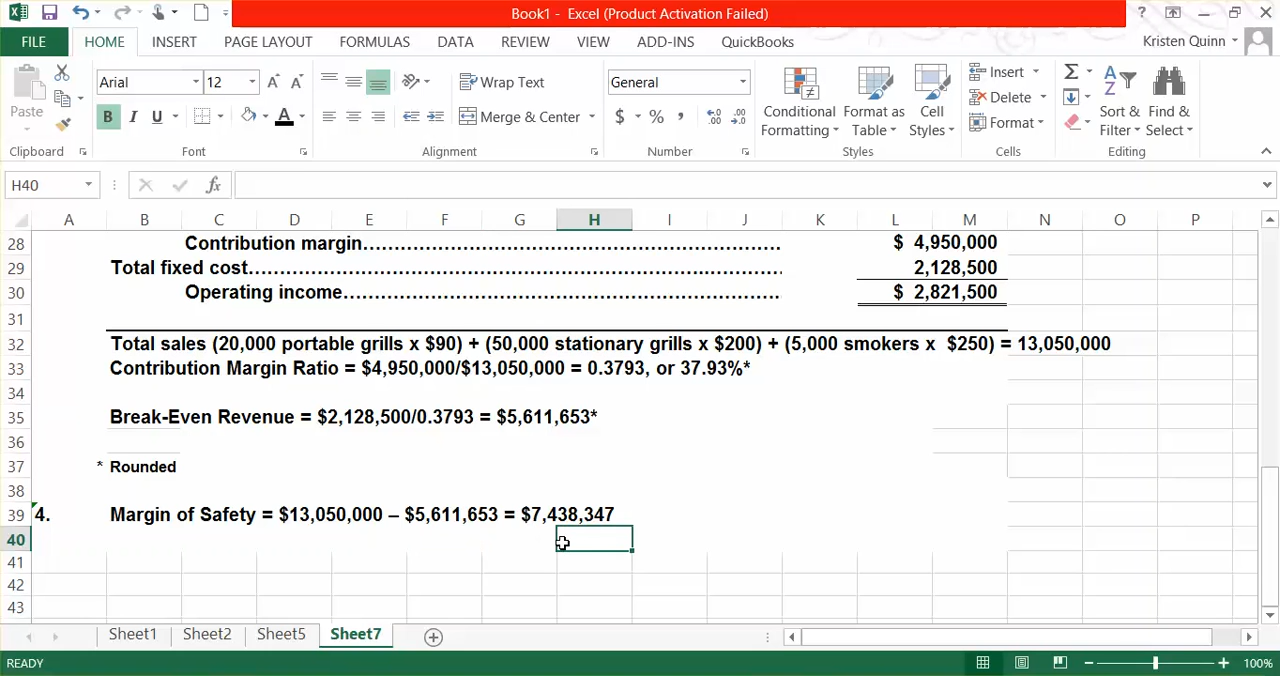 Book1 - Excel (Product Activation Failed)
FILE HOME INSERT PAGE LAYOUT FORMULAS DATA REVIEW VIEW ADD-INS QuickBooks Kristen Quinn
Paste
Arial 12
B I U A
Wrap Text
Merge & Center
General
$ % ,
Conditional Formatting
Format as Table
Cell Styles
Insert
Delete
Format
Sort & Filter
Find & Select
Clipboard Font Alignment Number Styles Cells Editing
H40 fx
A B C D E F G H I J K L M N O P
28 Contribution margin...................................................................... $ 4,950,000
29 Total fixed cost...................................................................................... 2,128,500
30 Operating income........................................................................ $ 2,821,500
31
32 Total sales (20,000 portable grills x $90) + (50,000 stationary grills x $200) + (5,000 smokers x $250) = 13,050,000
33 Contribution Margin Ratio = $4,950,000/$13,050,000 = 0.3793, or 37.93%*
34
35 Break-Even Revenue = $2,128,500/0.3793 = $5,611,653*
36
37 * Rounded
38
39 4. Margin of Safety = $13,050,000 – $5,611,653 = $7,438,347
40
41
42
43
Sheet1 Sheet2 Sheet5 Sheet7
READY 100%